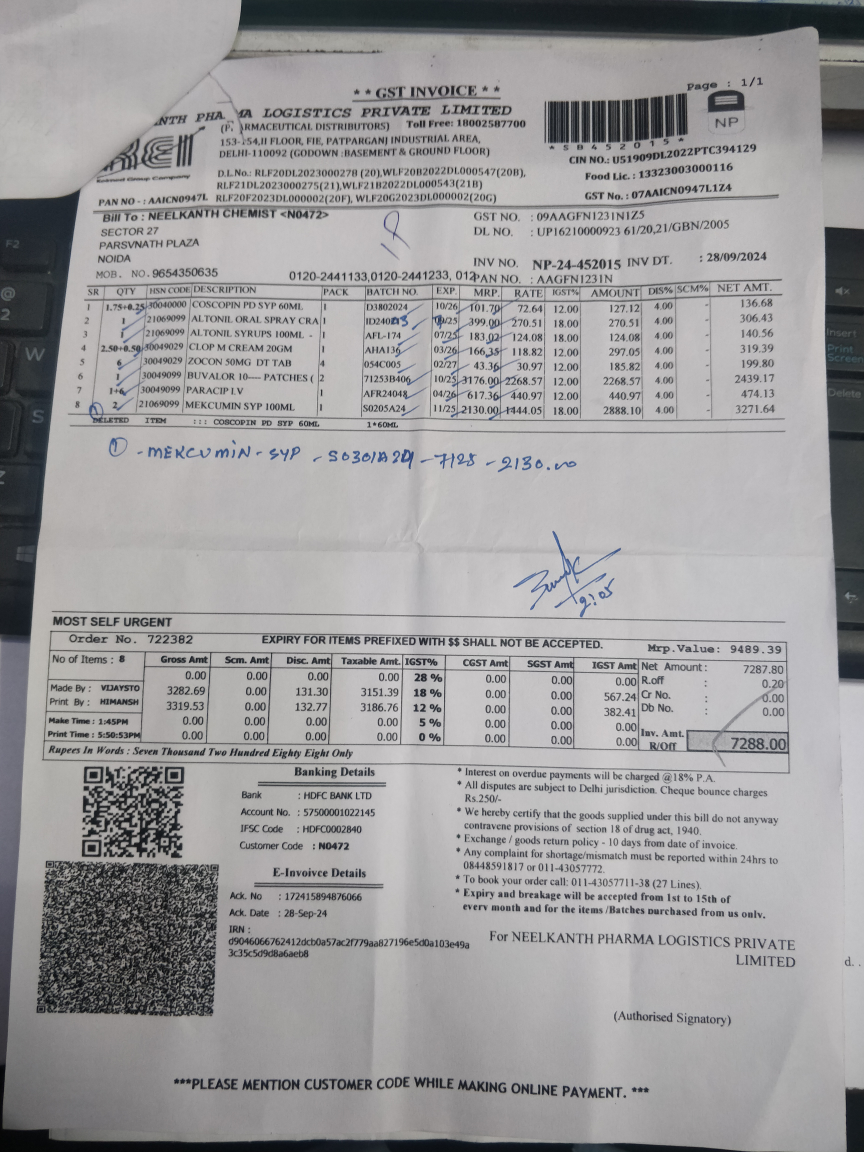 * * GST INVOICE * *
Page : 1/1
NTH PHA MA LOGISTICS PRIVATE LIMITED
RMACEUTICAL DISTRIBUTORS) Toll Free: 18002587700
153-154,II FLOOR, FIE, PATPARGANJ INDUSTRIAL AREA,
DELHI-110092 (GODOWN :BASEMENT & GROUND FLOOR)
NP
* 5 8 4 5 2 0 1 5 *
CIN NO.: U51909DL2022PTC394129
Food Lic. : 13323003000116
GST No. : 07AAICN0947L1Z4
D.L.No.: RLF20DL2023000278 (20),WLF20B2022DL000547(20B),
RLF21DL2023000275(21),WLF21B2022DL000543(21B)
PAN NO - : AAICN0947L RLF20F2023DL000002(20F), WLF20G2023DL000002(20G)
Bill To : NEELKANTH CHEMIST <N0472>
SECTOR 27
PARSVNATH PLAZA
NOIDA
MOB. NO. 9654350635
0120-2441133,0120-2441233, 012
GST NO. : 09AAGFN1231N1Z5
DL NO. : UP16210000923 61/20,21/GBN/2005
INV NO. NP-24-452015 INV DT. : 28/09/2024
PAN NO. : AAGFN1231N
SR QTY HSN CODE DESCRIPTION PACK BATCH NO. EXP. MRP. RATE IGST% AMOUNT DIS% SCM% NET AMT.
1 1.75+0.25 30040000 COSCOPIN PD SYP 60ML 1 D3802024 10/26 101.70 72.64 12.00 127.12 4.00 - 136.68
2 1 21069099 ALTONIL ORAL SPRAY CRA 1 /25 399.00 270.51 18.00 270.51 4.00 - 306.43
3 1 21069099 ALTONIL SYRUPS 100ML - 1 AFL-174 07/25 183.02 124.08 18.00 124.08 4.00 - 140.56
4 2.50+0.50 30049029 CLOP M CREAM 20GM 1 AHA136 03/26 166.35 118.82 12.00 297.05 4.00 - 319.39
5 6 30049029 ZOCON 50MG DT TAB 4 054C005 02/27 43.36 30.97 12.00 185.82 4.00 - 199.80
6 1 30049099 BUVALOR 10---- PATCHES ( 2 71253B406 10/25 3176.00 2268.57 12.00 2268.57 4.00 - 2439.17
7 1+6 30049099 PARACIP I.V 1 AFR24048 04/26 617.36 440.97 12.00 440.97 4.00 - 474.13
8 2 21069099 MEKCUMIN SYP 100ML 1 S0205A24 11/25 2130.00 1444.05 18.00 2888.10 4.00 - 3271.64
DELETED ITEM ::: COSCOPIN PD SYP 60ML 1*60ML
① - MEKCUMIN - SYP - S0301A24 - 7/25 - 2130.00
2:05
MOST SELF URGENT
Order No. 722382 EXPIRY FOR ITEMS PREFIXED WITH $$ SHALL NOT BE ACCEPTED. Mrp.Value: 9489.39
No of Items : 8 Gross Amt Scm. Amt Disc. Amt Taxable Amt. IGST% CGST Amt SGST Amt IGST Amt Net Amount : 7287.80
0.00 0.00 0.00 0.00 28 % 0.00 0.00 0.00 R.off : 0.20
Made By : VIJAYSTO 3282.69 0.00 131.30 3151.39 18 % 0.00 0.00 567.24 Cr No. : 0.00
Print By : HIMANSH 3319.53 0.00 132.77 3186.76 12 % 0.00 0.00 382.41 Db No. : 0.00
Make Time : 1:45PM 0.00 0.00 0.00 0.00 5 % 0.00 0.00 0.00
Print Time : 5:50:53PM 0.00 0.00 0.00 0.00 0 % 0.00 0.00 0.00 Inv. Amt. R/Off 7288.00
Rupees In Words : Seven Thousand Two Hundred Eighty Eight Only
Banking Details
Bank : HDFC BANK LTD
Account No. : 57500001022145
IFSC Code : HDFC0002840
Customer Code : N0472
E-Invoivce Details
Ack. No : 172415894876066
Ack. Date : 28-Sep-24
IRN :
d9046066762412dcb0a57ac2f779aa827196e5d0a103e49a
3c35c5d9d8a6aeb8
* Interest on overdue payments will be charged @18% P.A.
* All disputes are subject to Delhi jurisdiction. Cheque bounce charges
Rs.250/-
* We hereby certify that the goods supplied under this bill do not anyway
contravene provisions of section 18 of drug act, 1940.
* Exchange / goods return policy - 10 days from date of invoice.
* Any complaint for shortage/mismatch must be reported within 24hrs to
08448591817 or 011-43057772.
* To book your order call: 011-43057711-38 (27 Lines).
* Expiry and breakage will be accepted from 1st to 15th of
every month and for the items /Batches purchased from us only.
For NEELKANTH PHARMA LOGISTICS PRIVATE
LIMITED
(Authorised Signatory)
***PLEASE MENTION CUSTOMER CODE WHILE MAKING ONLINE PAYMENT. ***